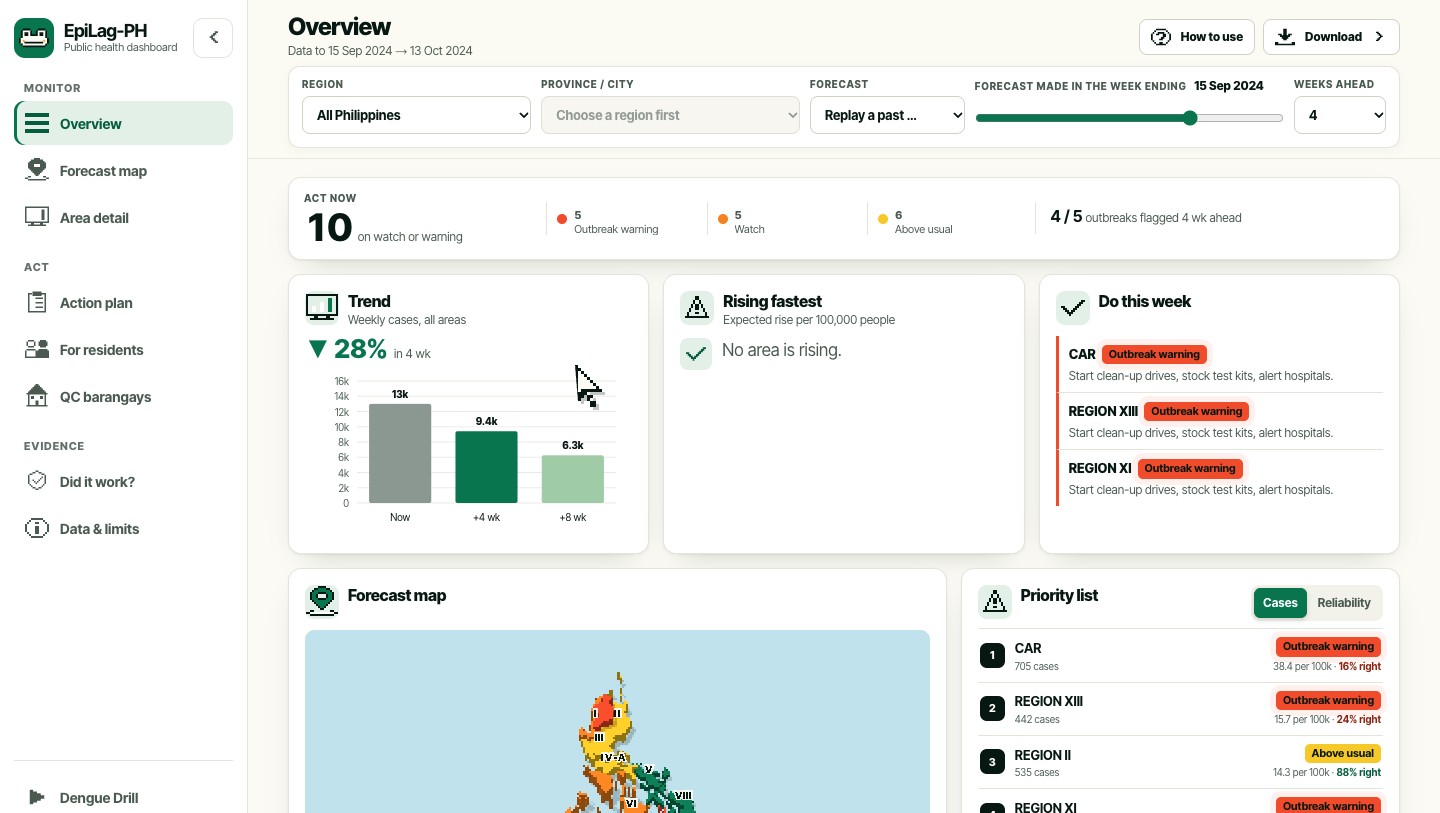 EpiLag-PH
Public health dashboard
MONITOR
Overview
Forecast map
Area detail
ACT
Action plan
For residents
QC barangays
EVIDENCE
Did it work?
Data & limits
Dengue Drill
Overview
Data to 15 Sep 2024 → 13 Oct 2024
How to use
Download
REGION
All Philippines
PROVINCE / CITY
Choose a region first
FORECAST
Replay a past ...
FORECAST MADE IN THE WEEK ENDING 15 Sep 2024
WEEKS AHEAD
4
ACT NOW
10 on watch or warning
5
Outbreak warning
5
Watch
6
Above usual
4 / 5 outbreaks flagged 4 wk ahead
Trend
Weekly cases, all areas
▼ 28% in 4 wk
16k
14k
12k
10k
8k
6k
4k
2k
0
13k
9.4k
6.3k
Now
+4 wk
+8 wk
Rising fastest
Expected rise per 100,000 people
No area is rising.
Do this week
CAR Outbreak warning
Start clean-up drives, stock test kits, alert hospitals.
REGION XIII Outbreak warning
Start clean-up drives, stock test kits, alert hospitals.
REGION XI Outbreak warning
Start clean-up drives, stock test kits, alert hospitals.
Forecast map
I II
III
IV-A
V
VI
VIII
Priority list
Cases
Reliability
1
CAR
Outbreak warning
705 cases
38.4 per 100k · 16% right
2
REGION XIII
Outbreak warning
442 cases
15.7 per 100k · 24% right
3
REGION II
Above usual
535 cases
14.3 per 100k · 88% right
REGION XI
Outbreak warning